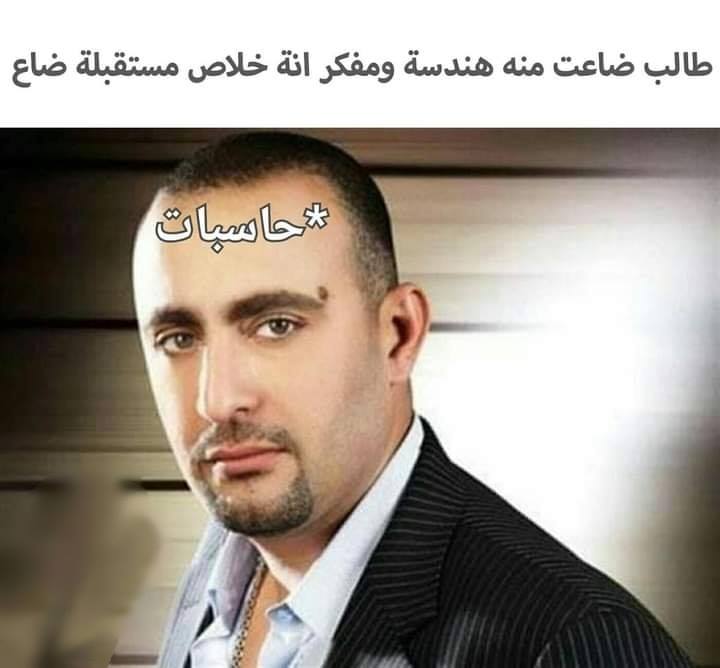 طالب ضاعت منه هندسة ومفكر انة خلاص مستقبلة ضاع
*حاسبات